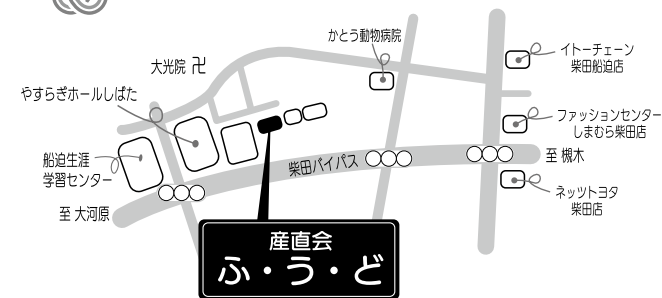 かとう動物病院
イトーチェーン
柴田船迫店
大光院 卍
やすらぎホールしばた
ファッションセンター
しまむら柴田店
船迫生涯
学習センター
柴田バイパス
至 槻木
ネッツトヨタ
柴田店
至 大河原
産直会
ふ・う・ど